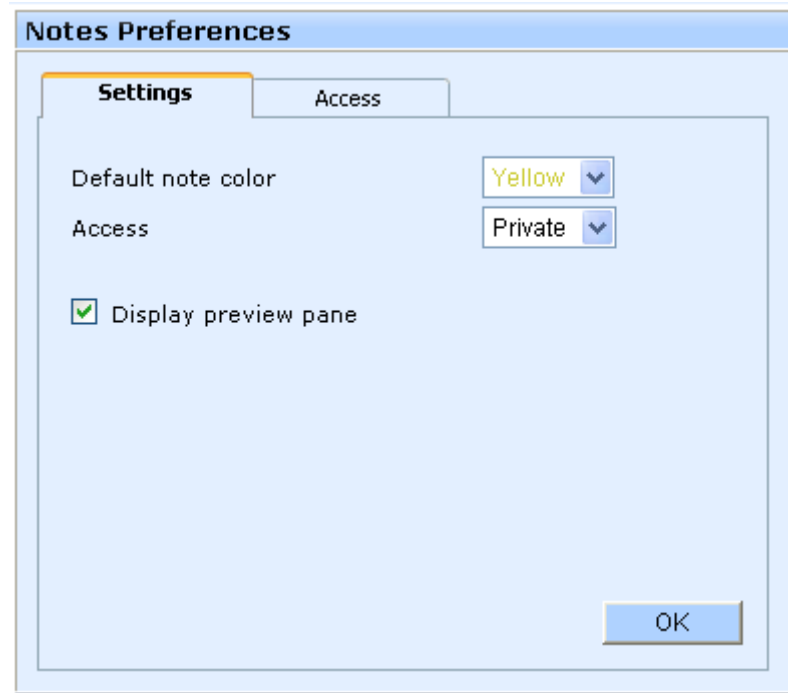 Notes Preferences
Settings Access
Default note color Yellow
Access Private
Display preview pane
OK